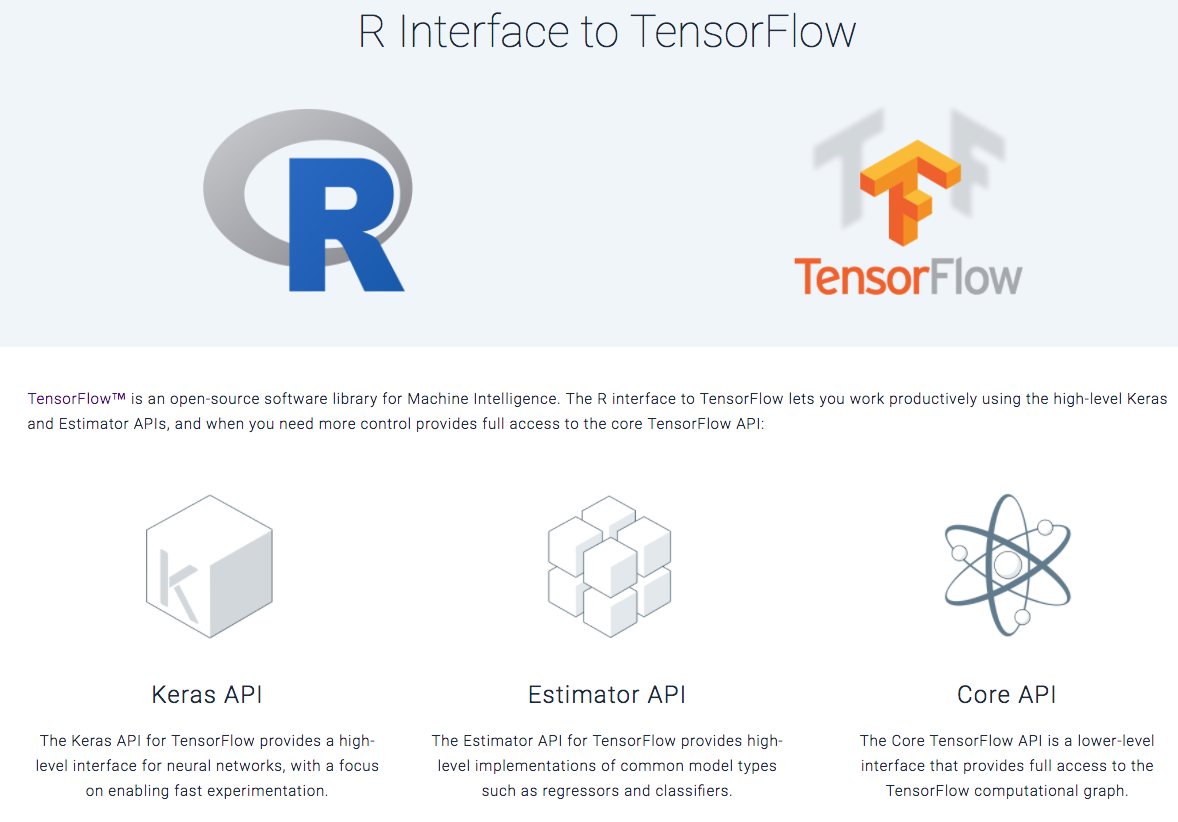 R Interface to TensorFlow
R
TF
TensorFlow
TensorFlow™ is an open-source software library for Machine Intelligence. The R interface to TensorFlow lets you work productively using the high-level Keras
and Estimator APIs, and when you need more control provides full access to the core TensorFlow API:
k
Keras API
The Keras API for TensorFlow provides a high-
level interface for neural networks, with a focus
on enabling fast experimentation.
Estimator API
The Estimator API for TensorFlow provides high-
level implementations of common model types
such as regressors and classifiers.
Core API
The Core TensorFlow API is a lower-level
interface that provides full access to the
TensorFlow computational graph.